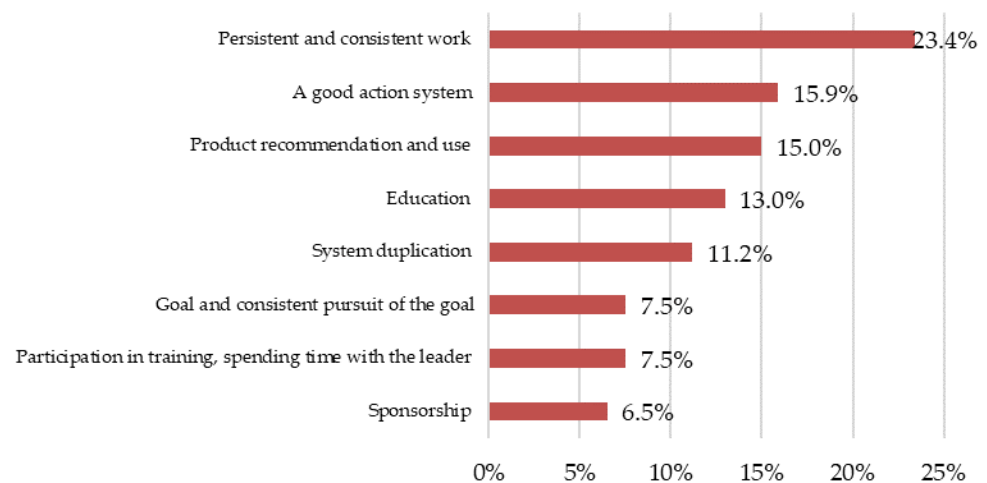 Persistent and consistent work 23.4%
A good action system 15.9%
Product recommendation and use 15.0%
Education 13.0%
System duplication 11.2%
Goal and consistent pursuit of the goal 7.5%
Participation in training, spending time with the leader 7.5%
Sponsorship 6.5%
0% 5% 10% 15% 20% 25%